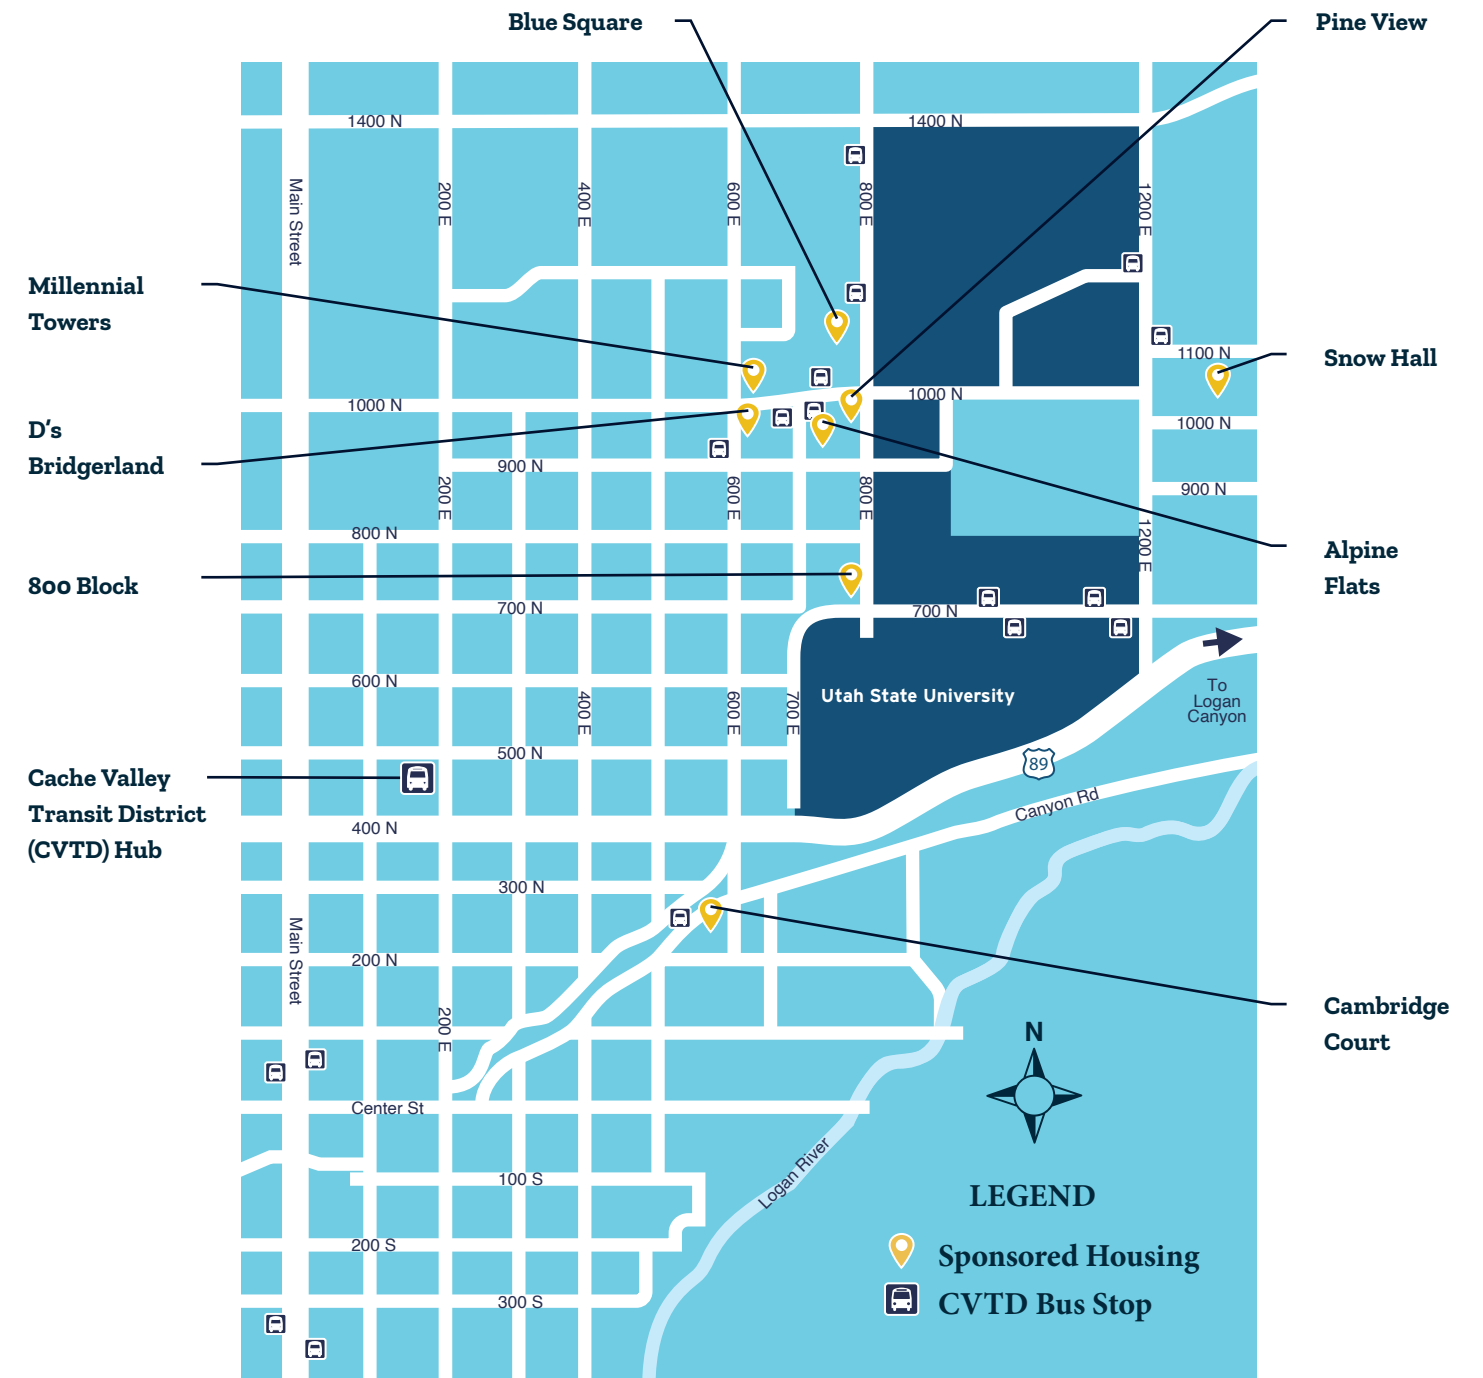 Blue Square
Pine View
1400 N
1400 N
Main Street
200 E
400 E
600 E
800 E
1200 E
Millennial
Towers
1100 N
Snow Hall
1000 N
1000 N
1000 N
D's
Bridgerland
900 N
900 N
200 E
600 E
800 E
1200 E
800 N
Alpine
Flats
800 Block
700 N
700 N
600 N
400 E
600 E
700 E
Utah State University
To
Logan
Canyon
500 N
89
Cache Valley
Transit District
(CVTD) Hub
Canyon Rd
400 N
300 N
Main Street
200 N
200 E
Cambridge
Court
N
Center St
Logan River
100 S
LEGEND
200 S
Sponsored Housing
300 S
CVTD Bus Stop